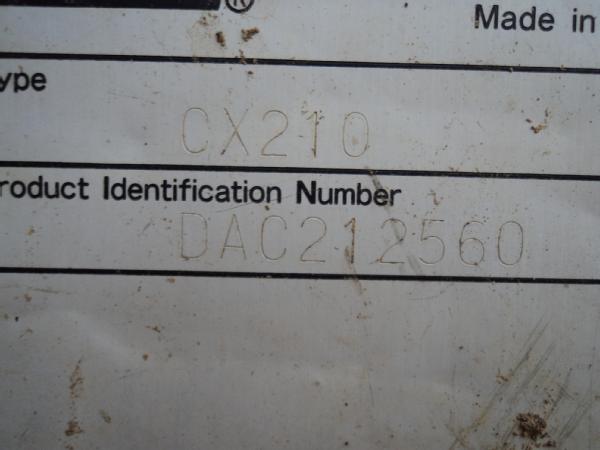 ®
Made in
ype
CX210
roduct Identification Number
DAC212560